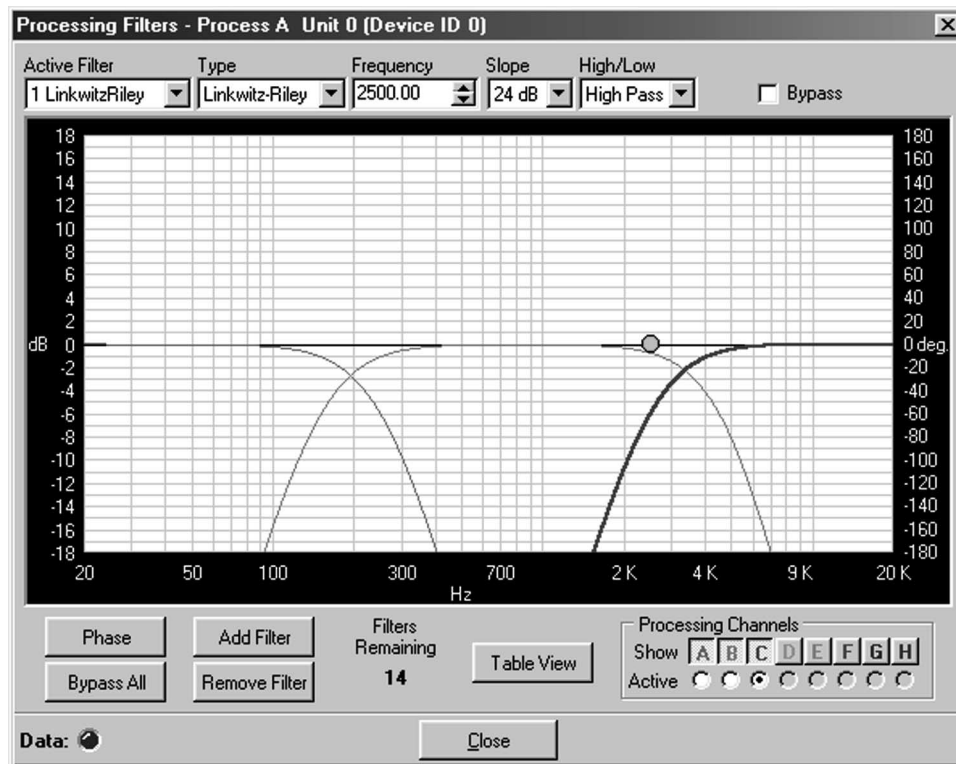 Processing Filters - Process A Unit 0 (Device ID 0)
Active Filter Type Frequency Slope High/Low
1 LinkwitzRiley Linkwitz-Riley 2500.00 24 dB High Pass Bypass
18 180
16 160
14 140
12 120
10 100
8 80
6 60
4 40
2 20
dB 0 0 deg.
-2 -20
-4 -40
-6 -60
-8 -80
-10 -100
-12 -120
-14 -140
-16 -160
-18 -180
20 50 100 300 700 2 K 4 K 9 K 20 K
Hz
Phase Add Filter Filters Remaining 14 Table View
Bypass All Remove Filter
Processing Channels
Show A B C D E F G H
Active
Data: Close